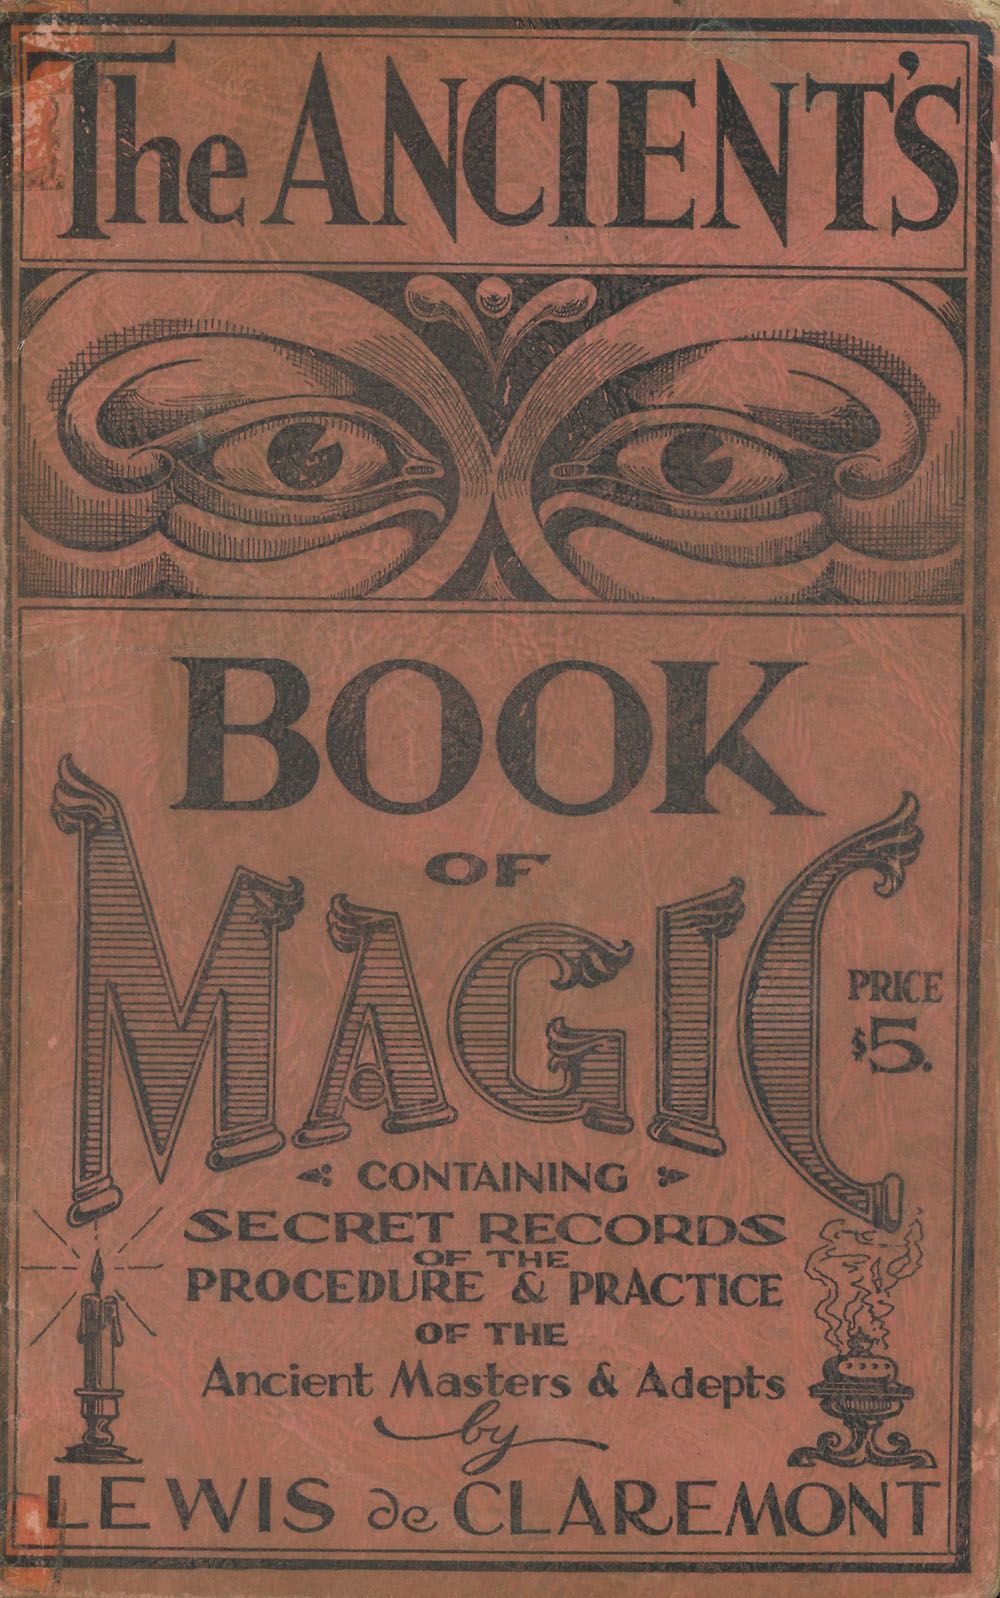 The ANCIENT'S
BOOK
OF
MAGIC
PRICE
$5.
CONTAINING
SECRET RECORDS
OF THE
PROCEDURE & PRACTICE
OF THE
Ancient Masters & Adepts
by
LEWIS de CLAREMONT